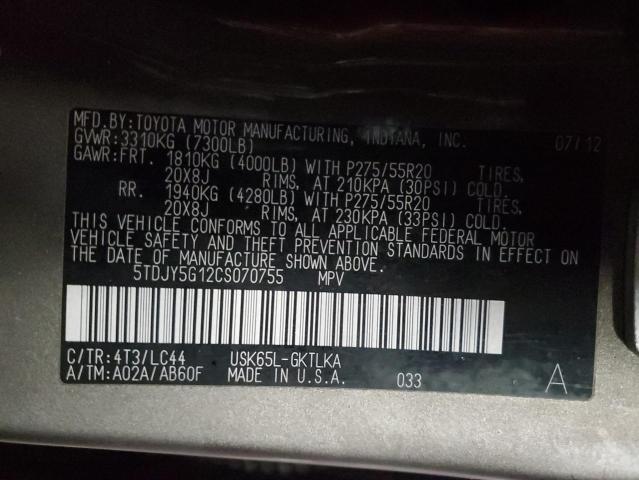 MFD.BY:TOYOTA MOTOR MANUFACTURING, INDIANA, INC. 07/12
GVWR:3310KG (7300LB)
GAWR:FRT. 1810KG (4000LB) WITH P275/55R20 TIRES,
20X8J RIMS, AT 210KPA (30PSI) COLD.
RR. 1940KG (4280LB) WITH P275/55R20 TIRES,
20X8J RIMS, AT 230KPA (33PSI) COLD.
THIS VEHICLE CONFORMS TO ALL APPLICABLE FEDERAL MOTOR
VEHICLE SAFETY AND THEFT PREVENTION STANDARDS IN EFFECT ON
THE DATE OF MANUFACTURE SHOWN ABOVE.
5TDJY5G12CS070755 MPV
C/TR:4T3/LC44 USK65L-GKTLKA
A/TM:A02A/AB60F MADE IN U.S.A. 033 A